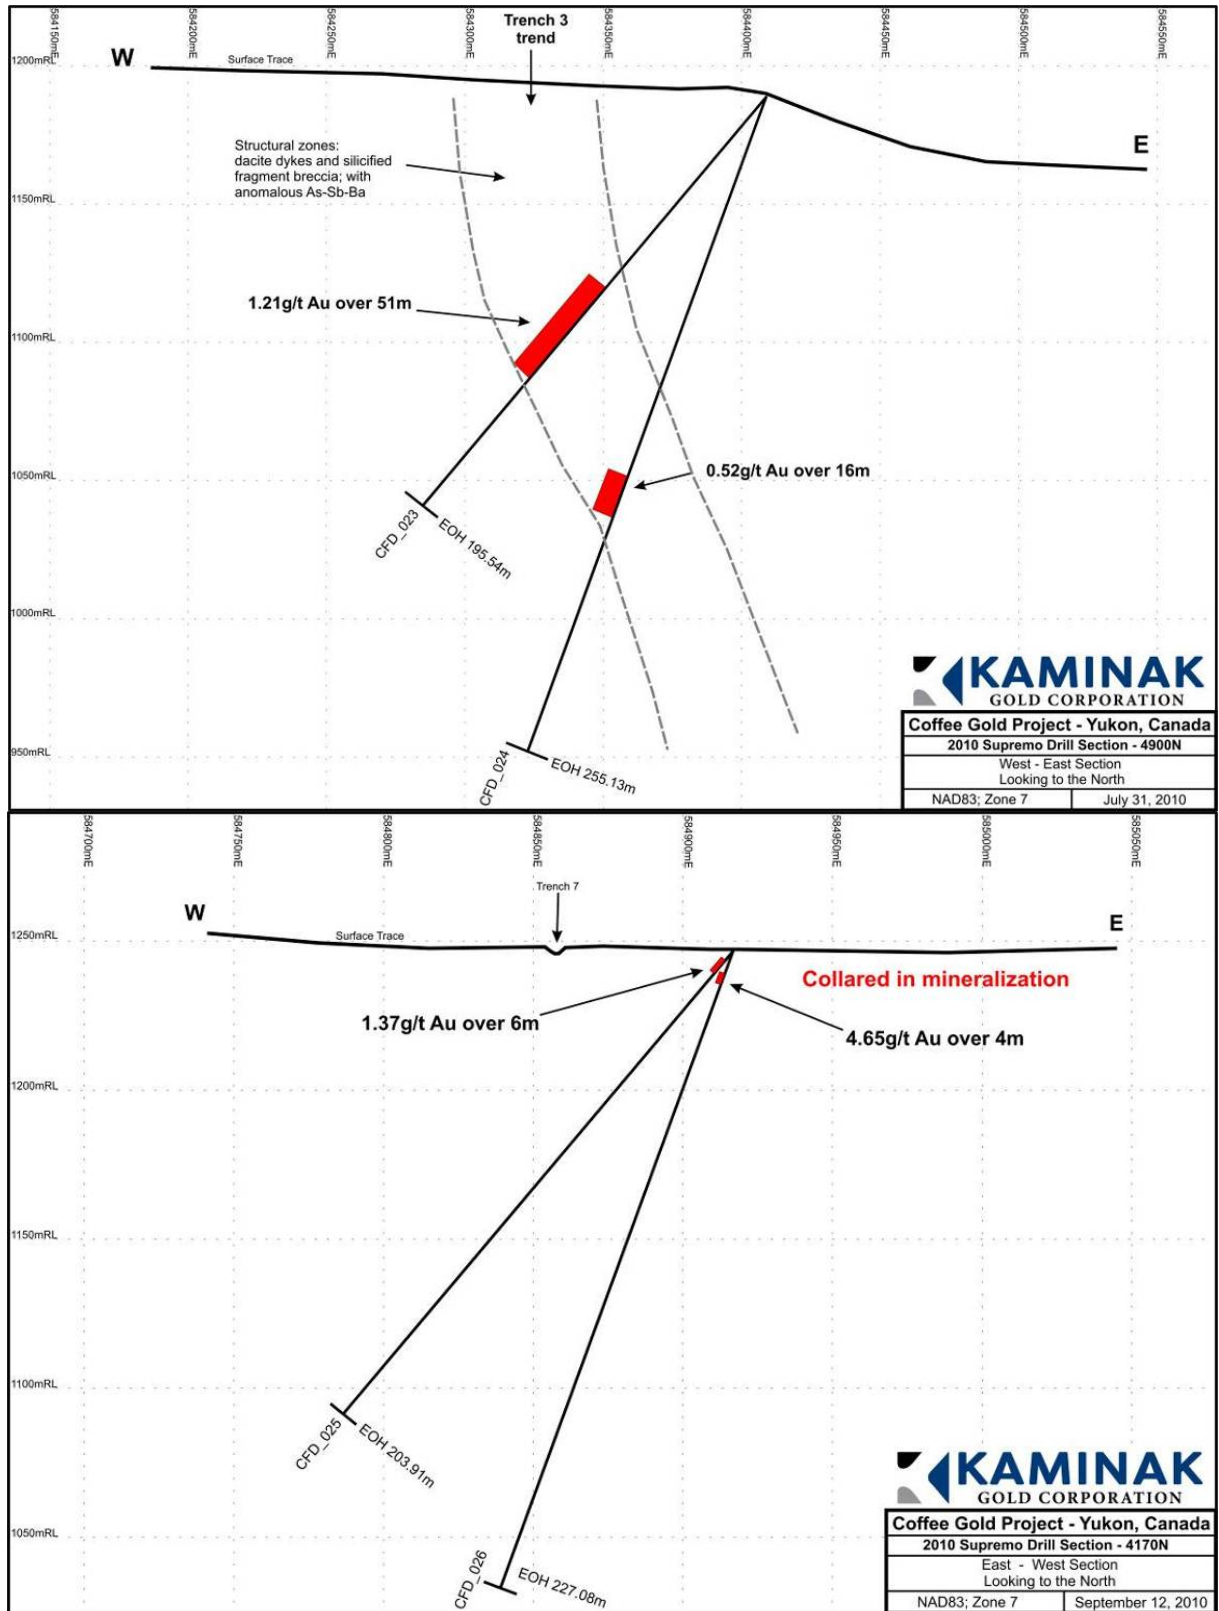 584150mE
584200mE
584250mE
584300mE
584350mE
584400mE
584450mE
584500mE
584550mE
Trench 3
trend
W
1200mRL
Surface Trace
E
Structural zones:
dacite dykes and silicified
fragment breccia; with
anomalous As-Sb-Ba
1150mRL
1.21g/t Au over 51m
1100mRL
0.52g/t Au over 16m
1050mRL
CFD_023
EOH 195.54m
1000mRL
950mRL
CFD_024
EOH 255.13m
KAMINAK
GOLD CORPORATION
Coffee Gold Project - Yukon, Canada
2010 Supremo Drill Section - 4900N
West - East Section
Looking to the North
NAD83; Zone 7
July 31, 2010
584700mE
584750mE
584800mE
584850mE
584900mE
584950mE
585000mE
585050mE
Trench 7
W
E
1250mRL
Surface Trace
Collared in mineralization
1.37g/t Au over 6m
4.65g/t Au over 4m
1200mRL
1150mRL
1100mRL
CFD_025
EOH 203.91m
1050mRL
CFD_026
EOH 227.08m
KAMINAK
GOLD CORPORATION
Coffee Gold Project - Yukon, Canada
2010 Supremo Drill Section - 4170N
East - West Section
Looking to the North
NAD83; Zone 7
September 12, 2010